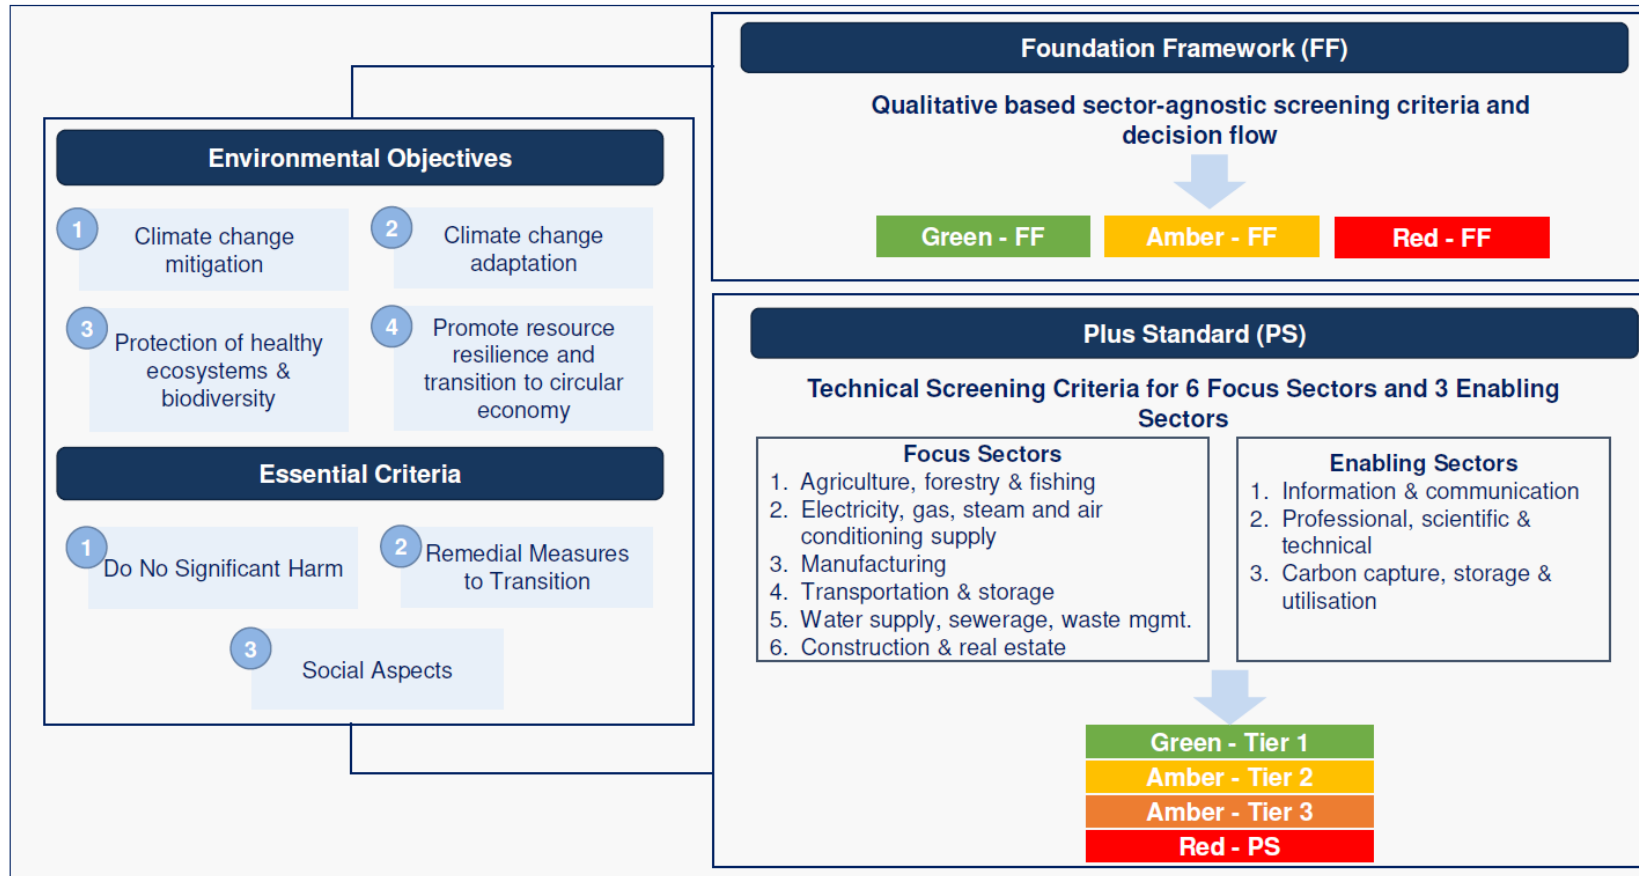 Environmental Objectives
1
Climate change
mitigation
2
Climate change
adaptation
3
Protection of healthy
ecosystems &
biodiversity
4
Promote resource
resilience and
transition to circular
economy
Essential Criteria
1
Do No Significant Harm
2
Remedial Measures
to Transition
3
Social Aspects
Foundation Framework (FF)
Qualitative based sector-agnostic screening criteria and
decision flow
Green - FF
Amber - FF
Red - FF
Plus Standard (PS)
Technical Screening Criteria for 6 Focus Sectors and 3 Enabling
Sectors
Focus Sectors
1. Agriculture, forestry & fishing
2. Electricity, gas, steam and air
conditioning supply
3. Manufacturing
4. Transportation & storage
5. Water supply, sewerage, waste mgmt.
6. Construction & real estate
Enabling Sectors
1. Information & communication
2. Professional, scientific &
technical
3. Carbon capture, storage &
utilisation
Green - Tier 1
Amber - Tier 2
Amber - Tier 3
Red - PS